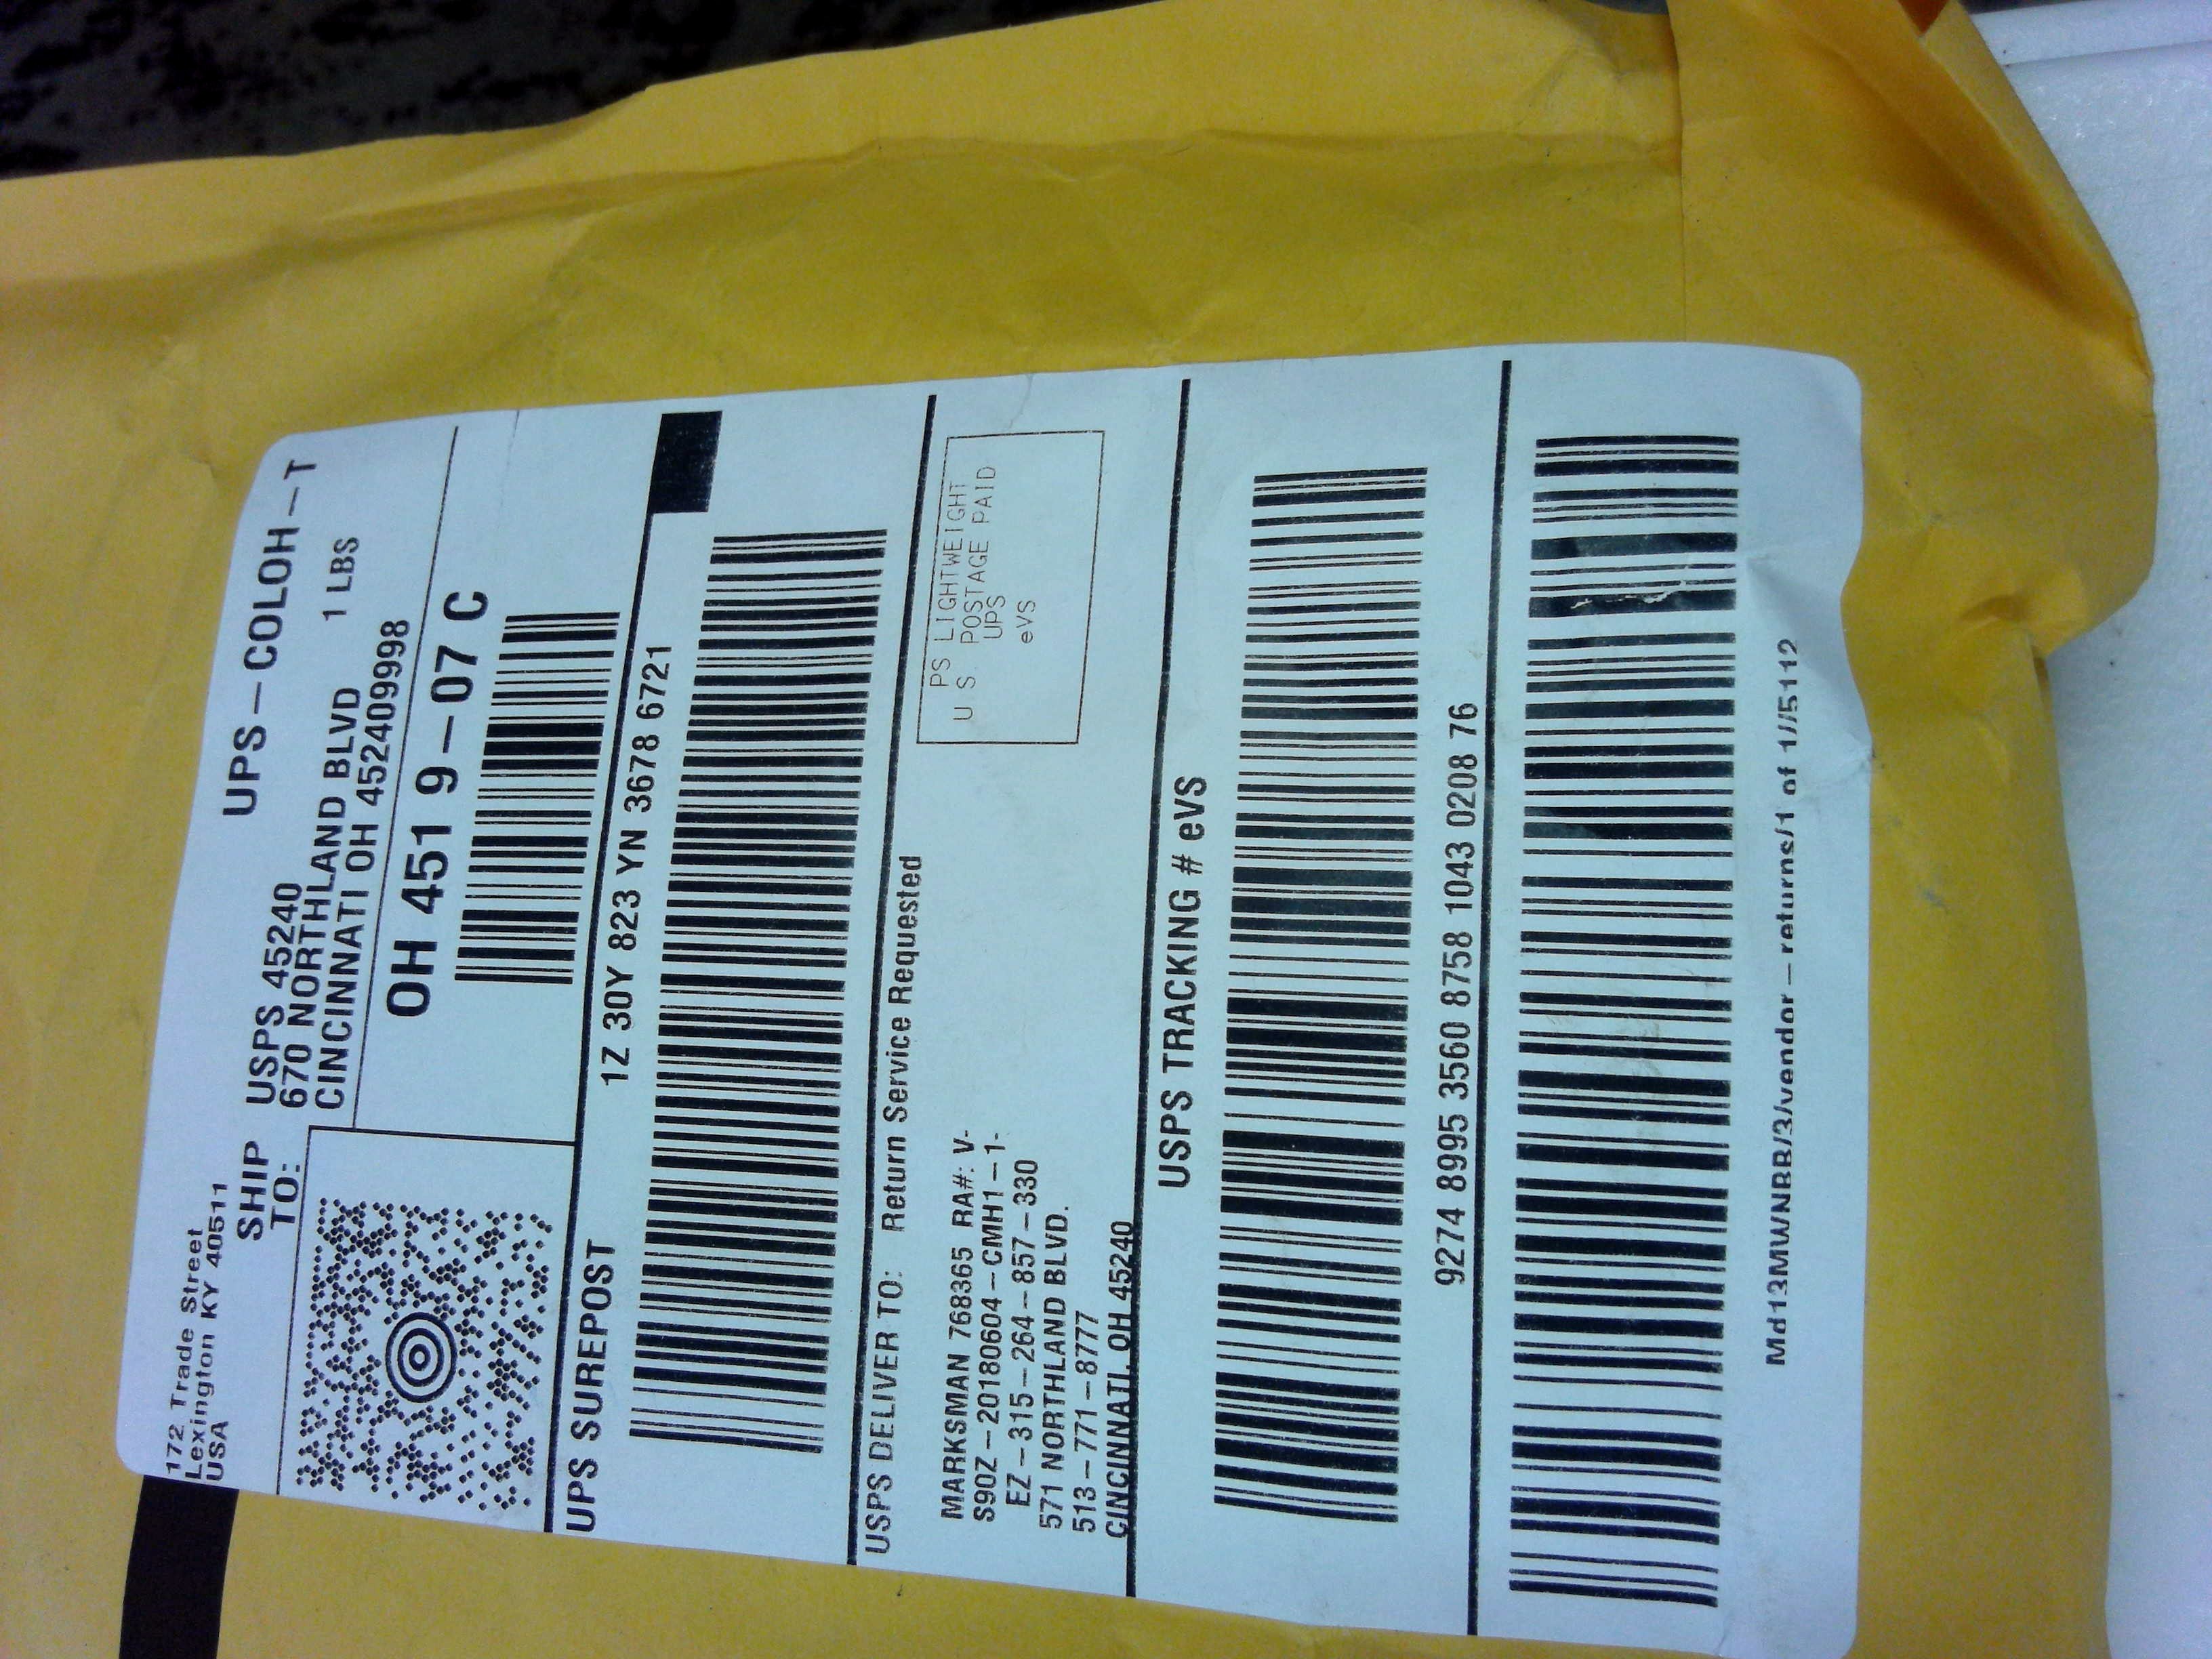 172 Trade Street
Lexington KY 40511
USA
UPS-COLOH-T
1 LBS
SHIP
TO:
USPS 45240
670 NORTHLAND BLVD
CINCINNATI OH 452409998
OH 451 9-07 C
UPS SUREPOST
1Z 30Y 823 YN 3678 6721
USPS DELIVER TO: Return Service Requested
PS LIGHTWEIGHT
U S. POSTAGE PAID
UPS
eVS
MARKSMAN 768365 RA#: V-
S90Z-20180604-CMH1-1-
EZ-315-264-857-330
571 NORTHLAND BLVD.
513-771-8777
CINCINNATI, OH 45240
USPS TRACKING # eVS
9274 8995 3560 8758 1043 0208 76
Md13MWNBB/3/vendor-returns/1 of 1//5112